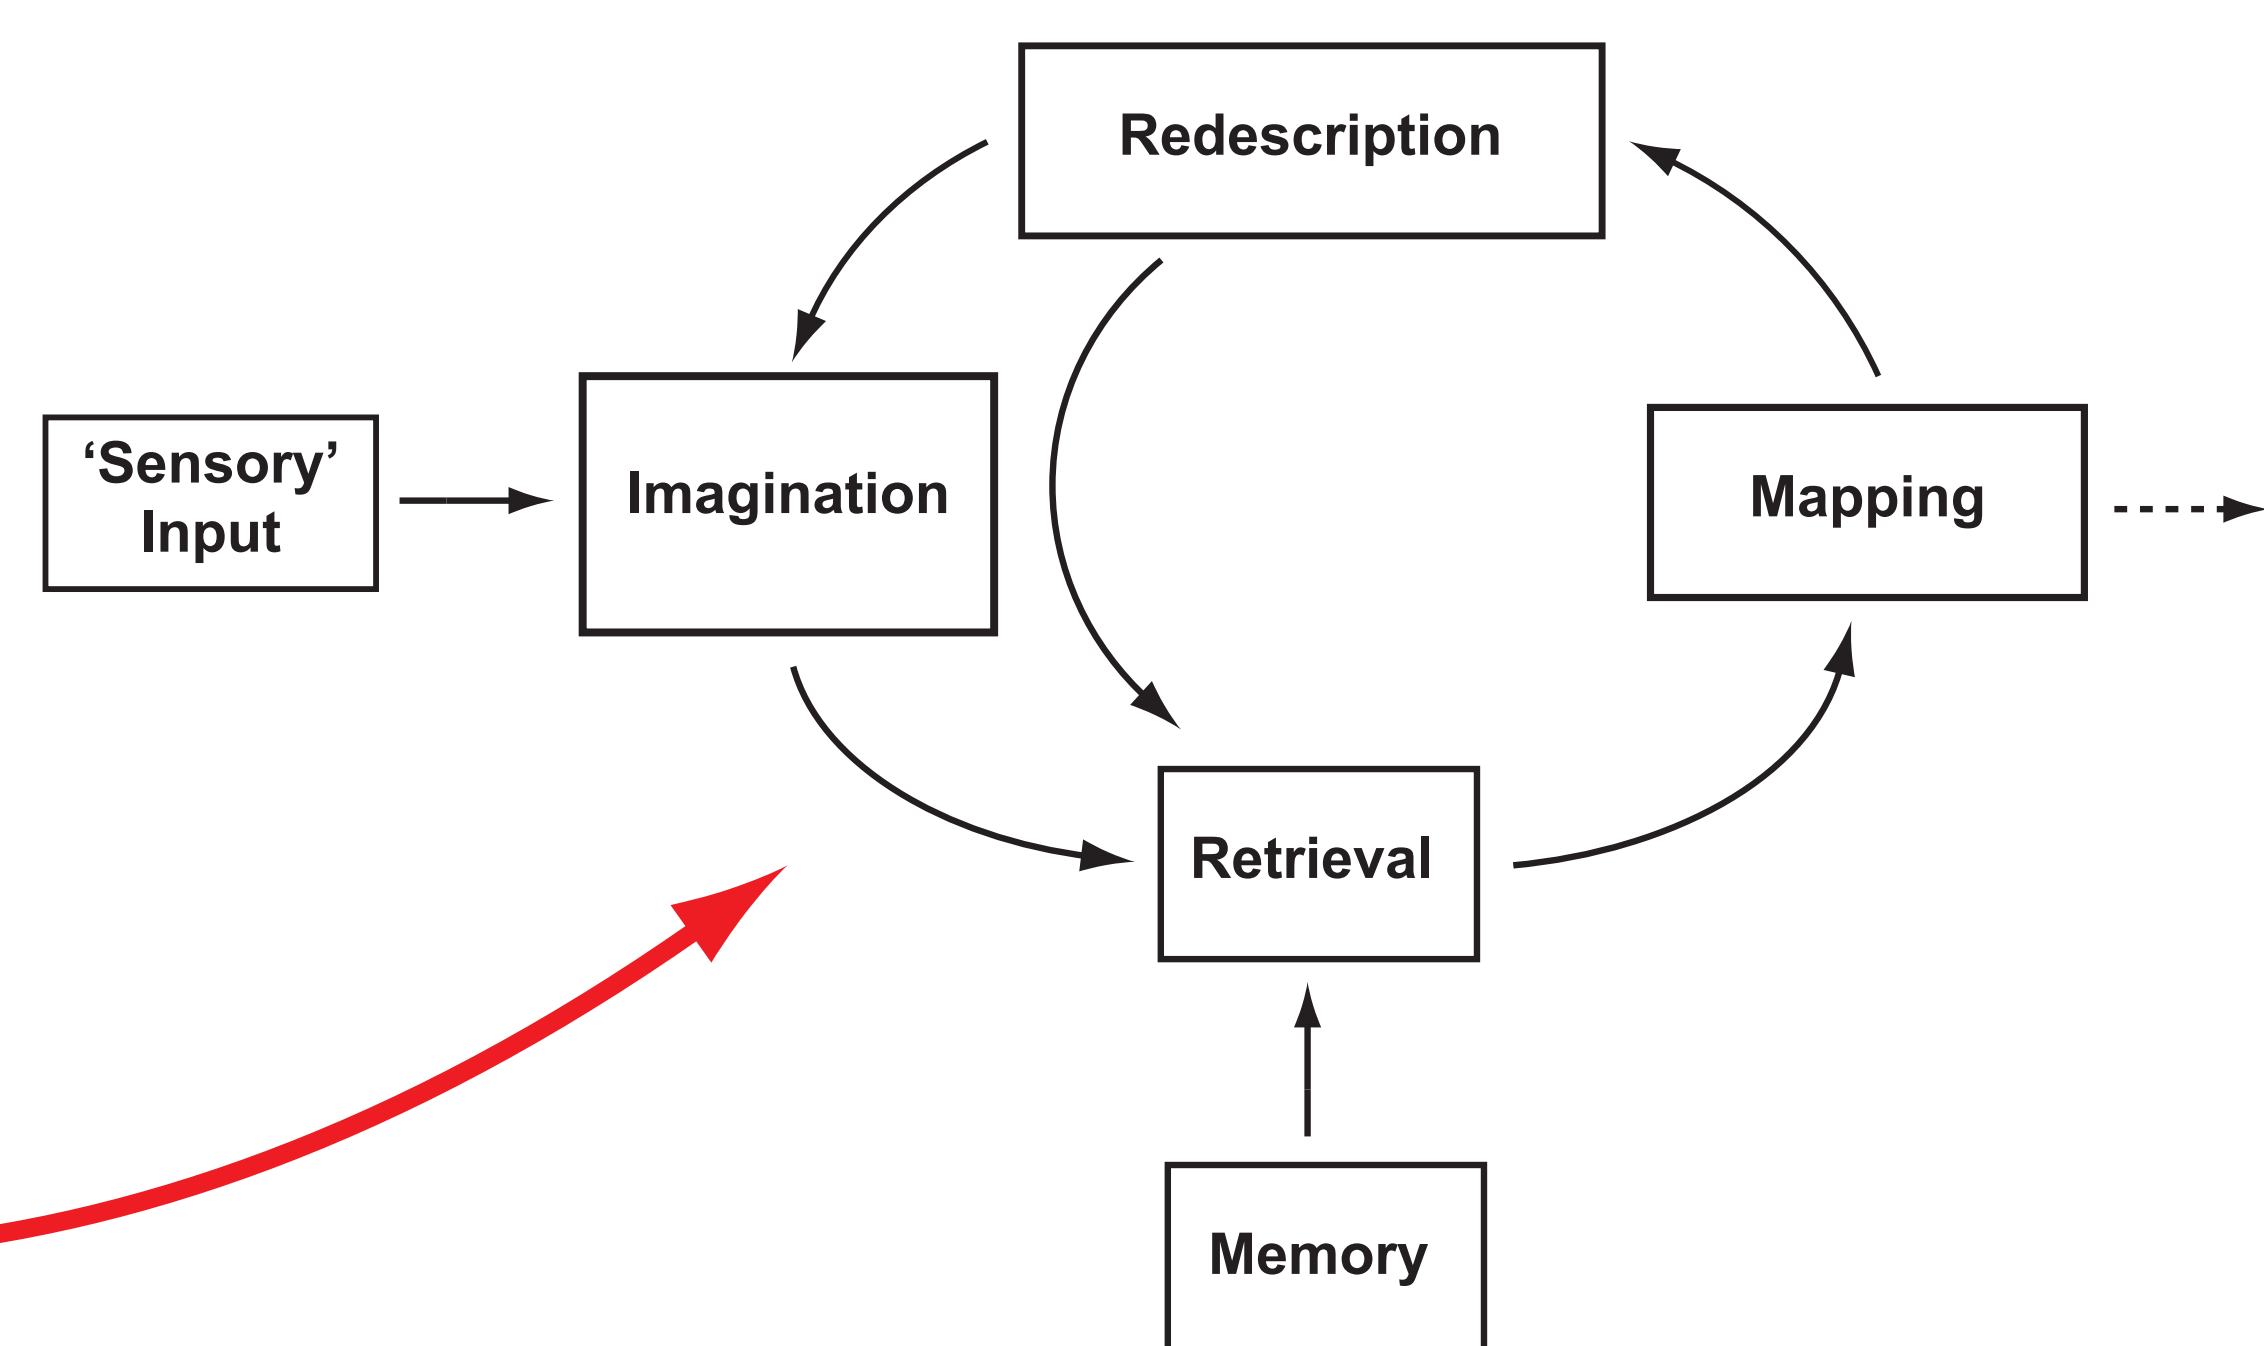 Redescription
‘Sensory’
Input
Imagination
Mapping
Retrieval
Memory